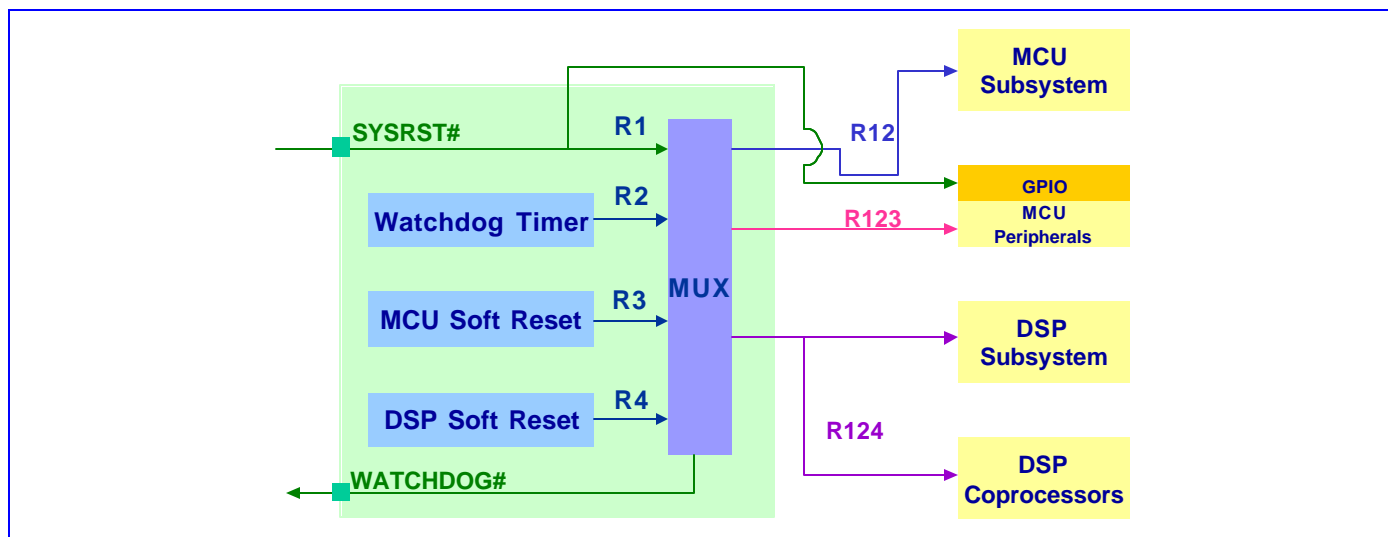 MCU
Subsystem
SYSRST#
R1
R12
GPIO
Watchdog Timer
R2
R123
MCU
Peripherals
MUX
MCU Soft Reset
R3
DSP
Subsystem
DSP Soft Reset
R4
R124
WATCHDOG#
DSP
Coprocessors